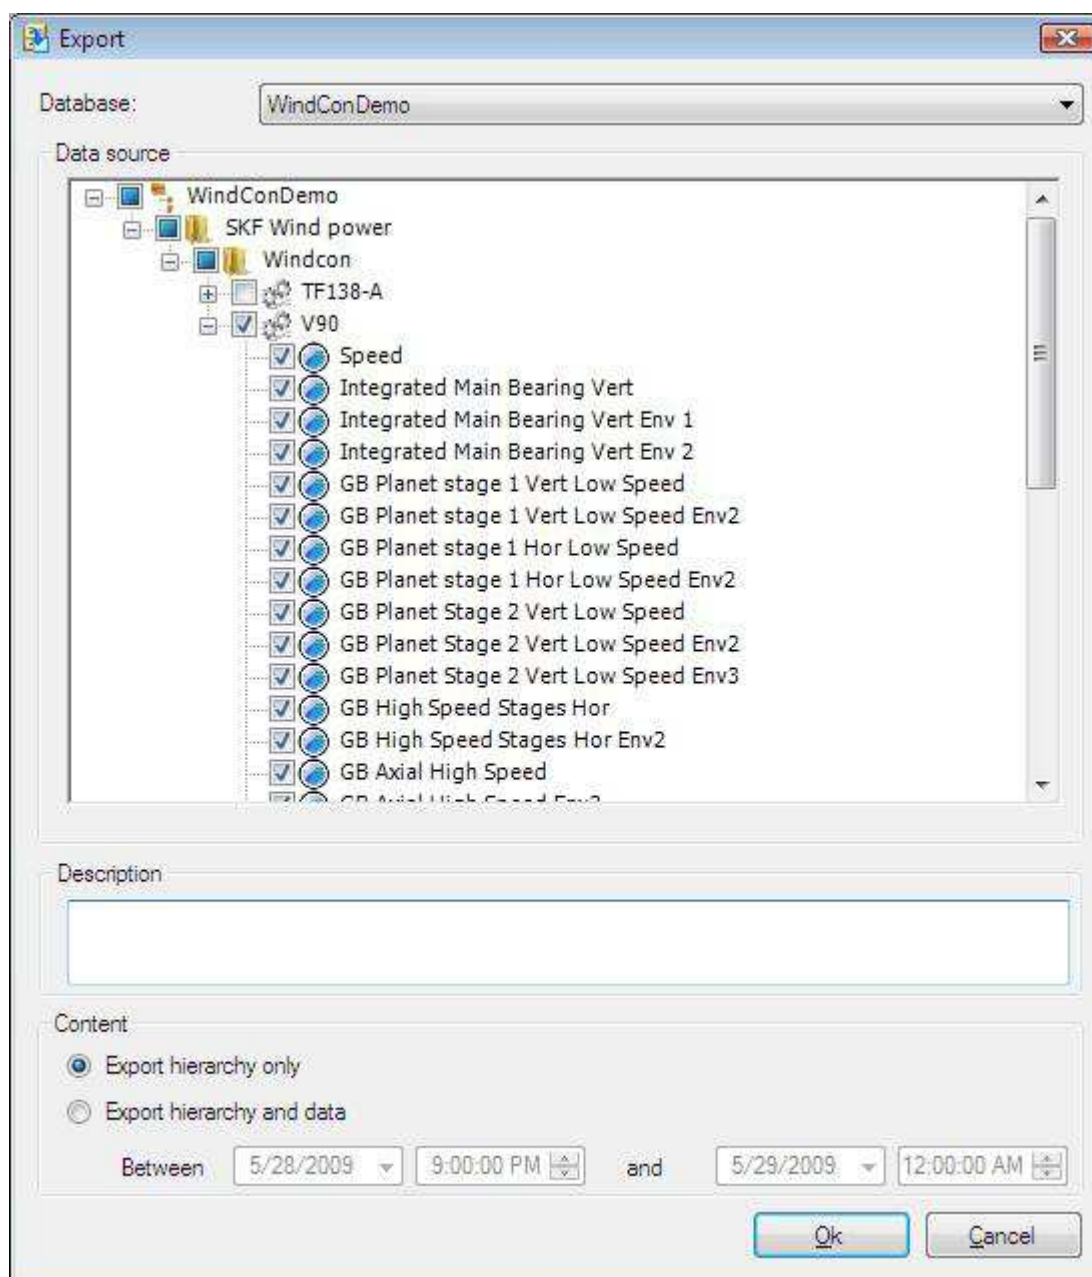 Export
Database: WindConDemo
Data source
WindConDemo
SKF Wind power
Windcon
TF138-A
V90
Speed
Integrated Main Bearing Vert
Integrated Main Bearing Vert Env 1
Integrated Main Bearing Vert Env 2
GB Planet stage 1 Vert Low Speed
GB Planet stage 1 Vert Low Speed Env2
GB Planet stage 1 Hor Low Speed
GB Planet stage 1 Hor Low Speed Env2
GB Planet Stage 2 Vert Low Speed
GB Planet Stage 2 Vert Low Speed Env2
GB Planet Stage 2 Vert Low Speed Env3
GB High Speed Stages Hor
GB High Speed Stages Hor Env2
GB Axial High Speed
GB Axial High Speed
Description
Content
Export hierarchy only
Export hierarchy and data
Between 5/28/2009 9:00:00 PM and 5/29/2009 12:00:00 AM
Ok Cancel